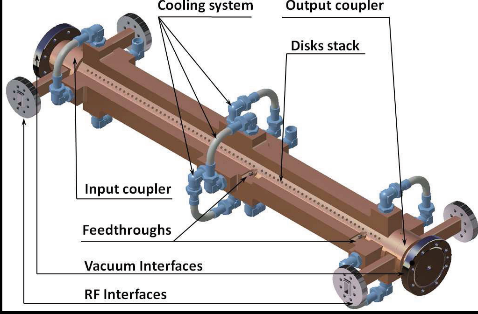 Cooling system
Output coupler
Disks stack
Input coupler
Feedthroughs
Vacuum Interfaces
RF Interfaces